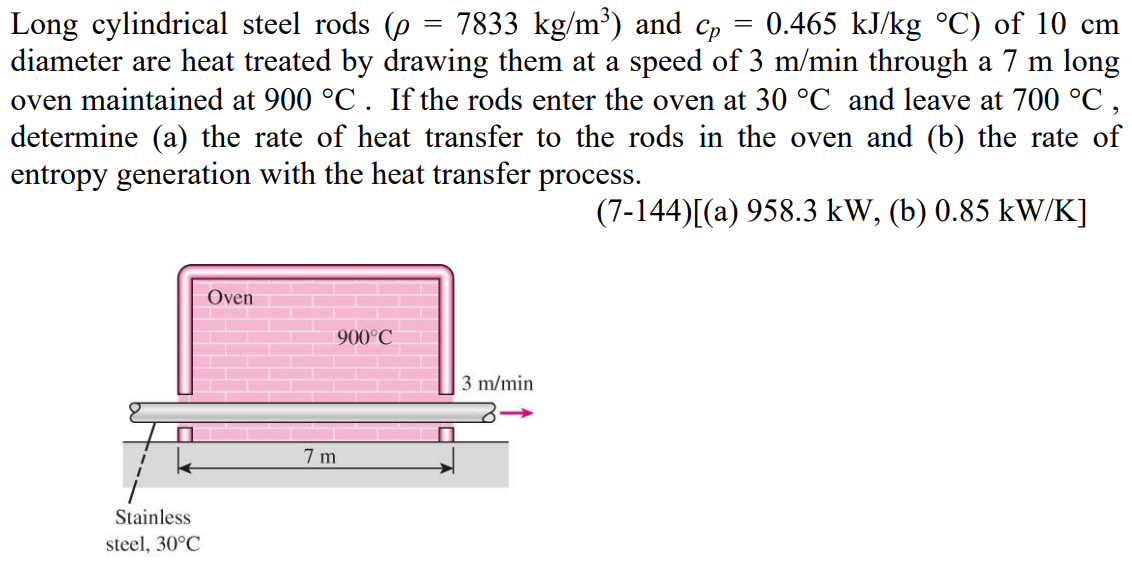 Long cylindrical steel rods (ρ = 7833 kg/m³) and cₚ = 0.465 kJ/kg °C) of 10 cm
diameter are heat treated by drawing them at a speed of 3 m/min through a 7 m long
oven maintained at 900 °C . If the rods enter the oven at 30 °C and leave at 700 °C ,
determine (a) the rate of heat transfer to the rods in the oven and (b) the rate of
entropy generation with the heat transfer process.
(7-144)[(a) 958.3 kW, (b) 0.85 kW/K]
Oven
900°C
3 m/min
7 m
Stainless
steel, 30°C